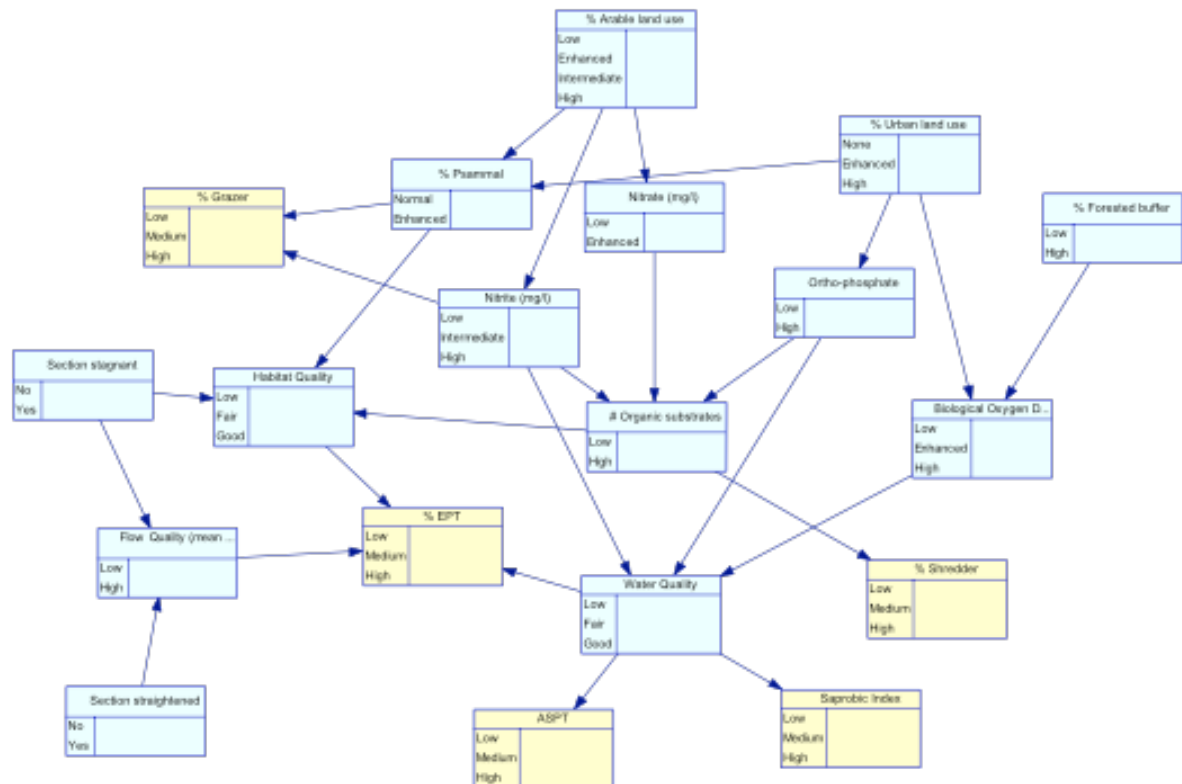 % Arable land use
Low
Enhanced
Intermediate
High
% Urban land use
None
Enhanced
High
% Psammal
Normal
Enhanced
Nitrate (mg/l)
Low
Enhanced
% Grazer
Low
Medium
High
% Forested buffer
Low
High
Ortho-phosphate
Low
High
Nitrite (mg/l)
Low
Intermediate
High
Section stagnant
No
Yes
Habitat Quality
Low
Fair
Good
# Organic substrates
Low
High
Biological Oxygen D...
Low
Enhanced
High
% EPT
Low
Medium
High
Flow Quality (mean ...
Low
High
% Shredder
Low
Medium
High
Water Quality
Low
Fair
Good
Section straightened
No
Yes
Saprobic Index
Low
Medium
High
ASPT
Low
Medium
High